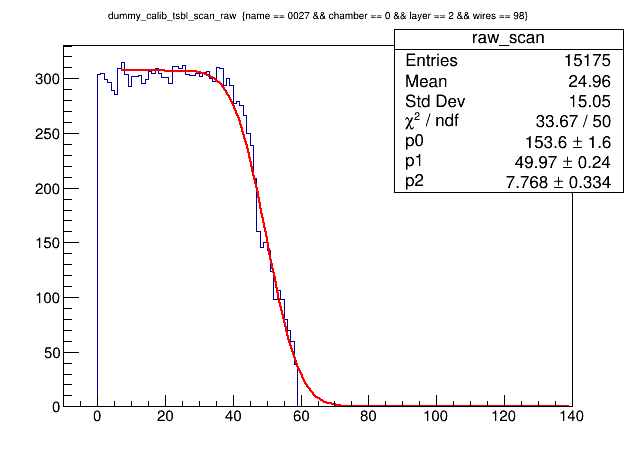 dummy_calib_tsbl_scan_raw {name == 0027 && chamber == 0 && layer == 2 && wires == 98}
raw_scan
Entries 15175
Mean 24.96
Std Dev 15.05
χ² / ndf 33.67 / 50
p0 153.6 ± 1.6
p1 49.97 ± 0.24
p2 7.768 ± 0.334
300
250
200
150
100
50
0
0 20 40 60 80 100 120 140